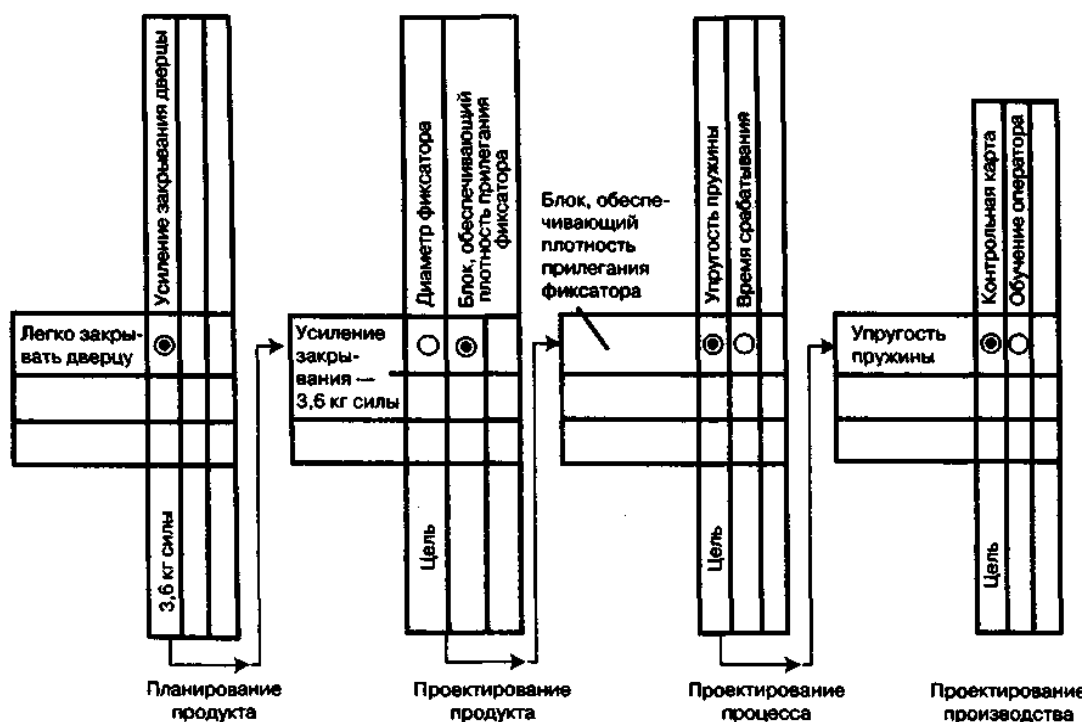 Усиление закрывания дверцы
Легко закры-
вать дверцу
3,6 кг силы
Планирование
продукта
Диаметр фиксатора
Блок, обеспечивающий
плотность прилегания
фиксатора
Усиление
закры-
вания —
3,6 кг силы
Цель
Проектирование
продукта
Блок, обеспе-
чивающий
плотность
прилегания
фиксатора
Упругость пружины
Время срабатывания
Цель
Проектирование
процесса
Контрольная карта
Обучение оператора
Упругость
пружины
Цель
Проектирование
производства